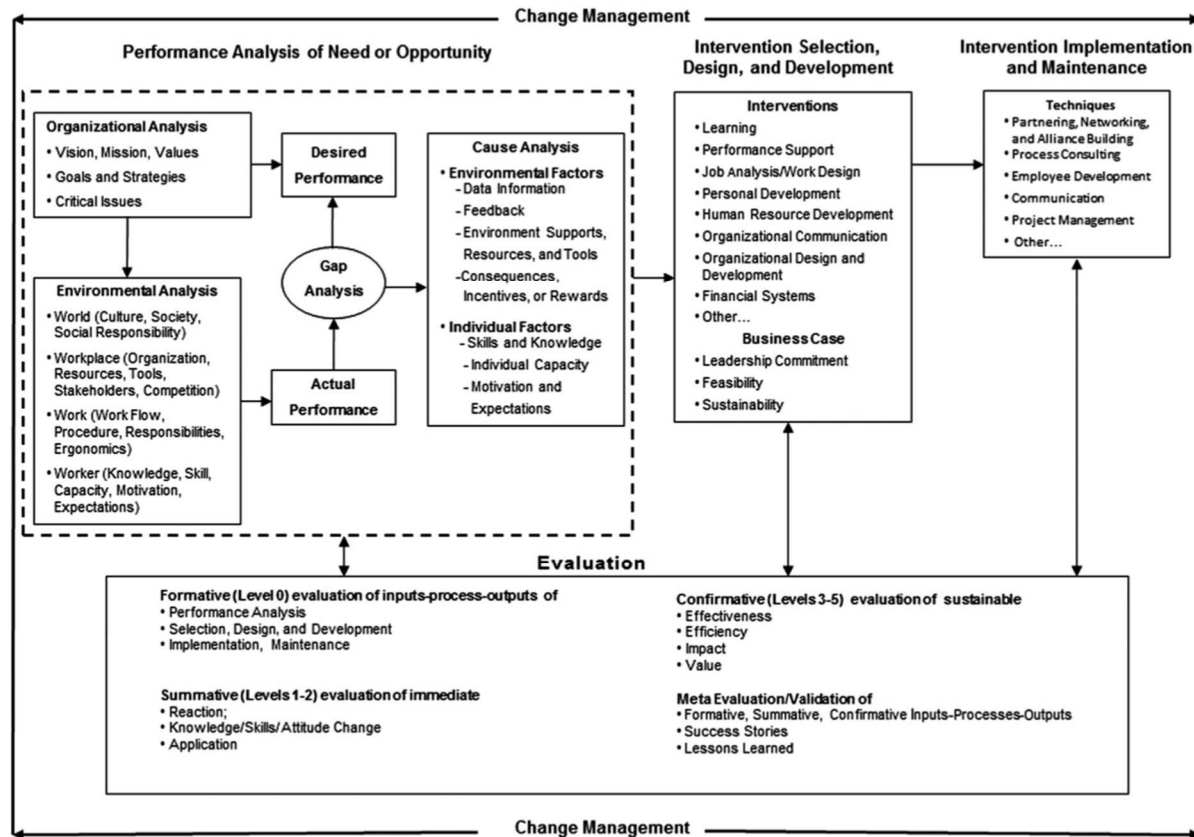 Change Management
Performance Analysis of Need or Opportunity
Intervention Selection,
Design, and Development
Intervention Implementation
and Maintenance
Organizational Analysis
• Vision, Mission, Values
• Goals and Strategies
• Critical Issues
Desired
Performance
Gap
Analysis
Actual
Performance
Environmental Analysis
• World (Culture, Society,
Social Responsibility)
• Workplace (Organization,
Resources, Tools,
Stakeholders, Competition)
• Work (Work Flow,
Procedure, Responsibilities,
Ergonomics)
• Worker (Knowledge, Skill,
Capacity, Motivation,
Expectations)
Cause Analysis
• Environmental Factors
- Data Information
- Feedback
- Environment Supports,
Resources, and Tools
- Consequences,
Incentives, or Rewards
• Individual Factors
- Skills and Knowledge
- Individual Capacity
- Motivation and
Expectations
Interventions
• Learning
• Performance Support
• Job Analysis/Work Design
• Personal Development
• Human Resource Development
• Organizational Communication
• Organizational Design and
Development
• Financial Systems
• Other...
Business Case
• Leadership Commitment
• Feasibility
• Sustainability
Techniques
• Partnering, Networking,
and Alliance Building
• Process Consulting
• Employee Development
• Communication
• Project Management
• Other...
Evaluation
Formative (Level 0) evaluation of inputs-process-outputs of
• Performance Analysis
• Selection, Design, and Development
• Implementation, Maintenance
Summative (Levels 1-2) evaluation of immediate
• Reaction;
• Knowledge/Skills/Attitude Change
• Application
Confirmative (Levels 3-5) evaluation of sustainable
• Effectiveness
• Efficiency
• Impact
• Value
Meta Evaluation/Validation of
• Formative, Summative, Confirmative Inputs-Processes-Outputs
• Success Stories
• Lessons Learned
Change Management